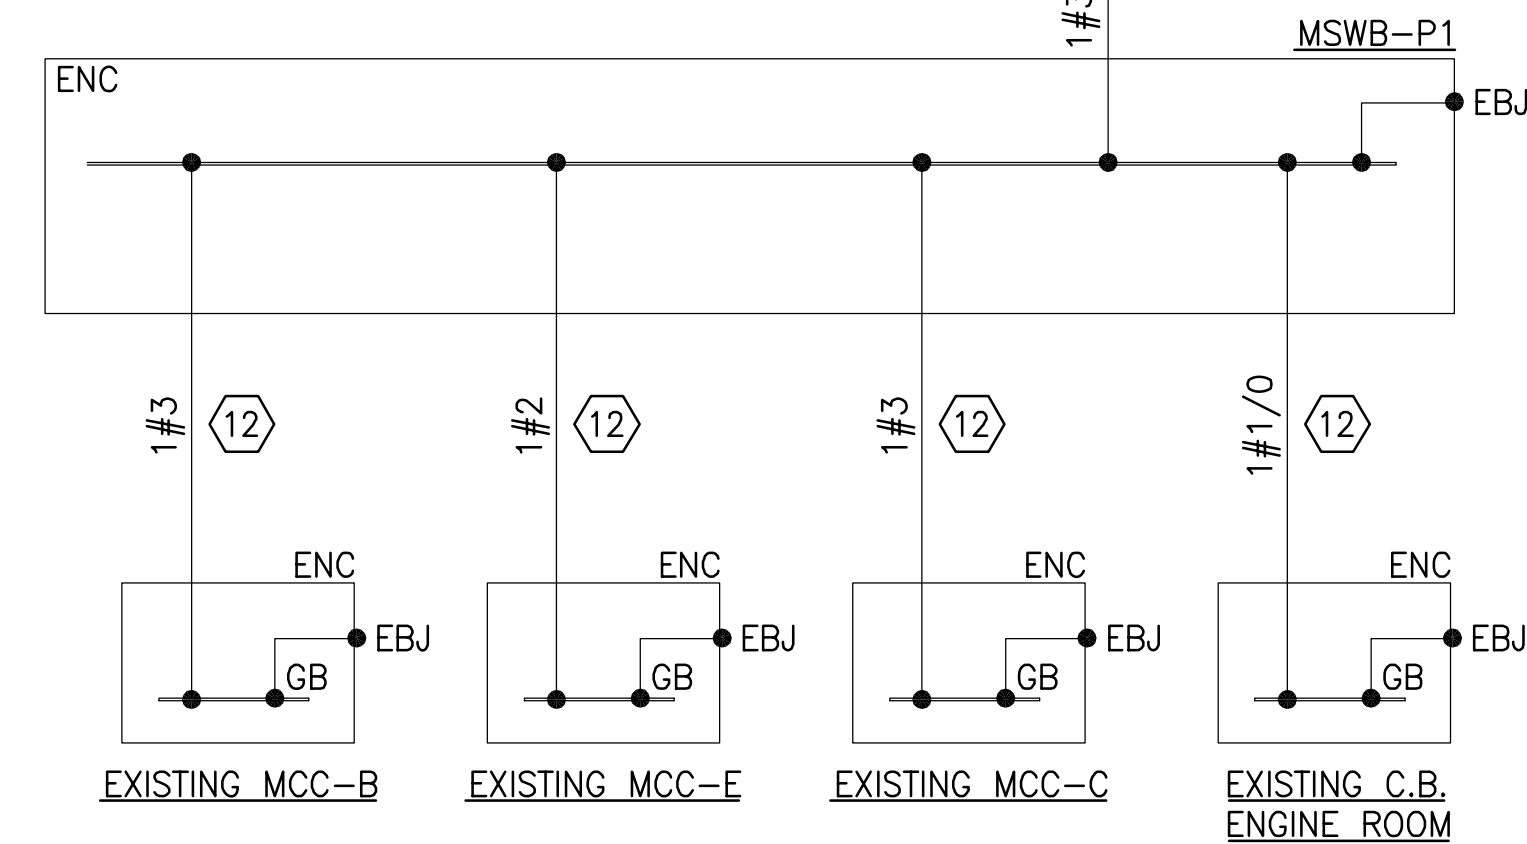 1#3
MSWB-P1
ENC
EBJ
1#3
12
1#2
12
1#3
12
1#1/0
12
ENC
ENC
ENC
ENC
EBJ
EBJ
EBJ
EBJ
GB
GB
GB
GB
EXISTING MCC-B
EXISTING MCC-E
EXISTING MCC-C
EXISTING C.B.
ENGINE ROOM